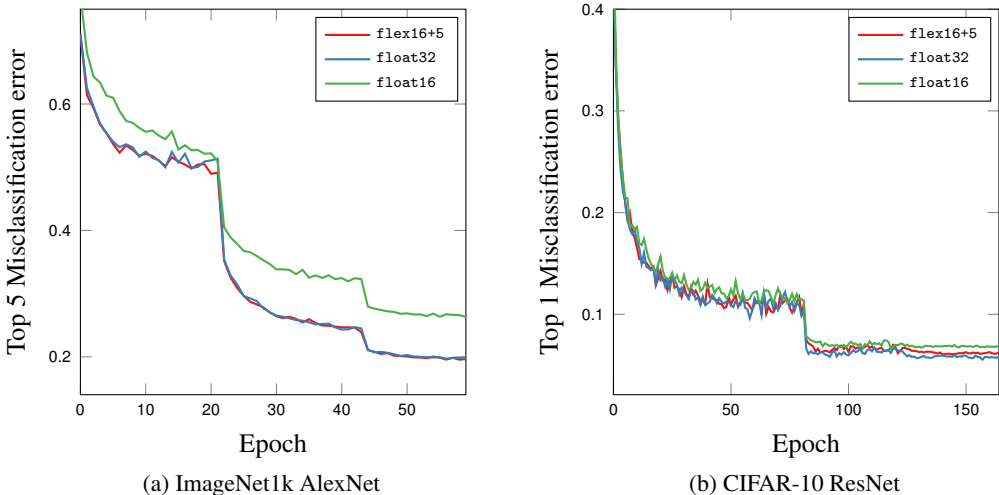 Top 5 Misclassification error
0.6
0.4
0.2
0 10 20 30 40 50
Epoch
flex16+5
float32
float16
(a) ImageNet1k AlexNet
Top 1 Misclassification error
0.4
0.3
0.2
0.1
0 50 100 150
Epoch
flex16+5
float32
float16
(b) CIFAR-10 ResNet